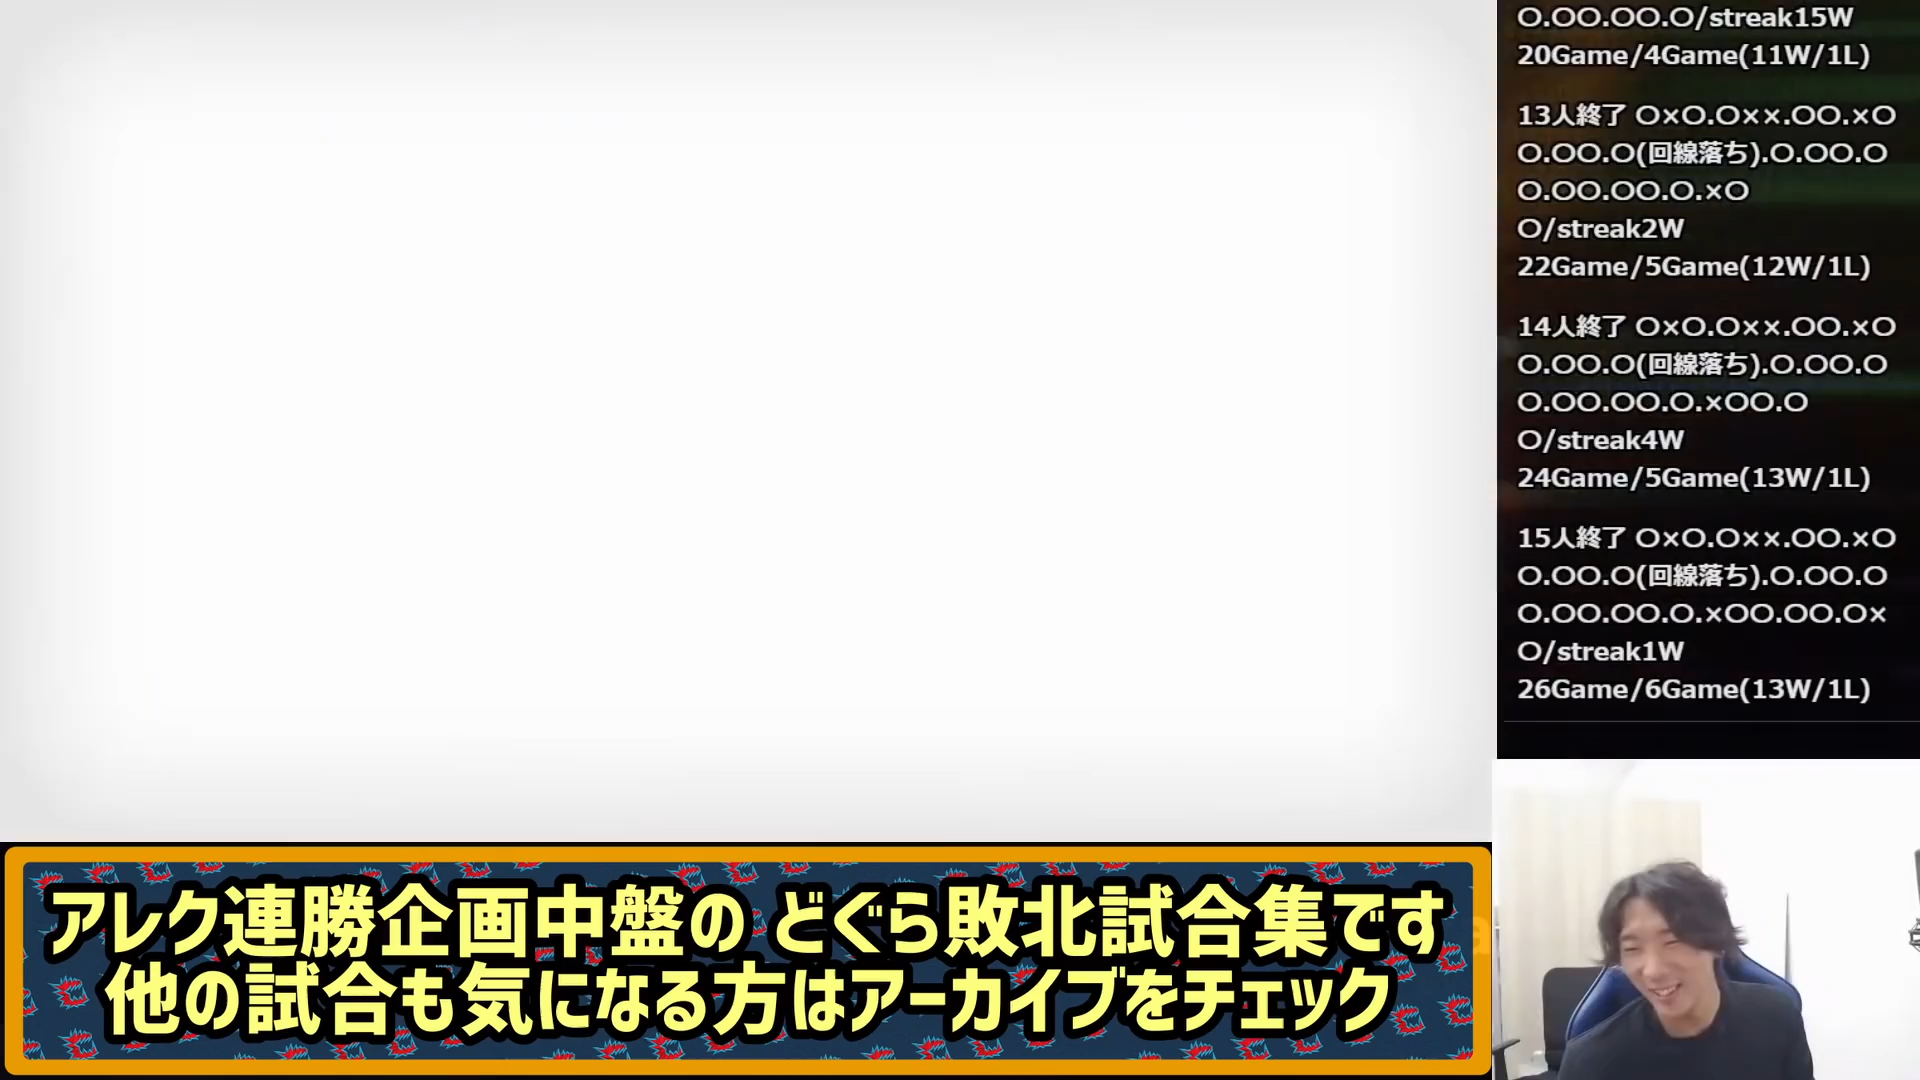 O.OO.OO.O/streak15W
20Game/4Game(11W/1L)
13人終了 O×O.O××.OO.×O
O.OO.O(回線落ち).O.OO.O
O.OO.OO.O.×O
O/streak2W
22Game/5Game(12W/1L)
14人終了 O×O.O××.OO.×O
O.OO.O(回線落ち).O.OO.O
O.OO.OO.O.×OO.O
O/streak4W
24Game/5Game(13W/1L)
15人終了 O×O.O××.OO.×O
O.OO.O(回線落ち).O.OO.O
O.OO.OO.O.×OO.OO.O×
O/streak1W
26Game/6Game(13W/1L)
アレク連勝企画中盤の どぐら敗北試合集です
他の試合も気になる方はアーカイブをチェック